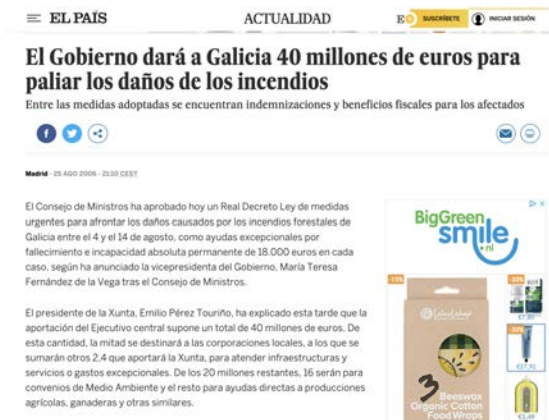 EL PAÍS
ACTUALIDAD
SUSCRÍBETE
INICIAR SESIÓN
El Gobierno dará a Galicia 40 millones de euros para
paliar los daños de los incendios
Entre las medidas adoptadas se encuentran indemnizaciones y beneficios fiscales para los afectados
Madrid - 25 AGO 2006 - 21:10 CEST
El Consejo de Ministros ha aprobado hoy un Real Decreto Ley de medidas
urgentes para afrontar los daños causados por los incendios forestales de
Galicia entre el 4 y el 14 de agosto, como ayudas excepcionales por
fallecimiento e incapacidad absoluta permanente de 18.000 euros en cada
caso, según ha anunciado la vicepresidenta del Gobierno, María Teresa
Fernández de la Vega tras el Consejo de Ministros.
El presidente de la Xunta, Emilio Pérez Touriño, ha explicado esta tarde que la
aportación del Ejecutivo central supone un total de 40 millones de euros. De
esta cantidad, la mitad se destinará a las corporaciones locales, a los que se
sumarán otros 2,4 que aportará la Xunta, para atender infraestructuras y
servicios o gastos excepcionales. De los 20 millones restantes, 16 serán para
convenios de Medio Ambiente y el resto para ayudas directas a producciones
agrícolas, ganaderas y otras similares.
BigGreen
smile
.nl
3
Beeswax
Organic Cotton
Food Wraps